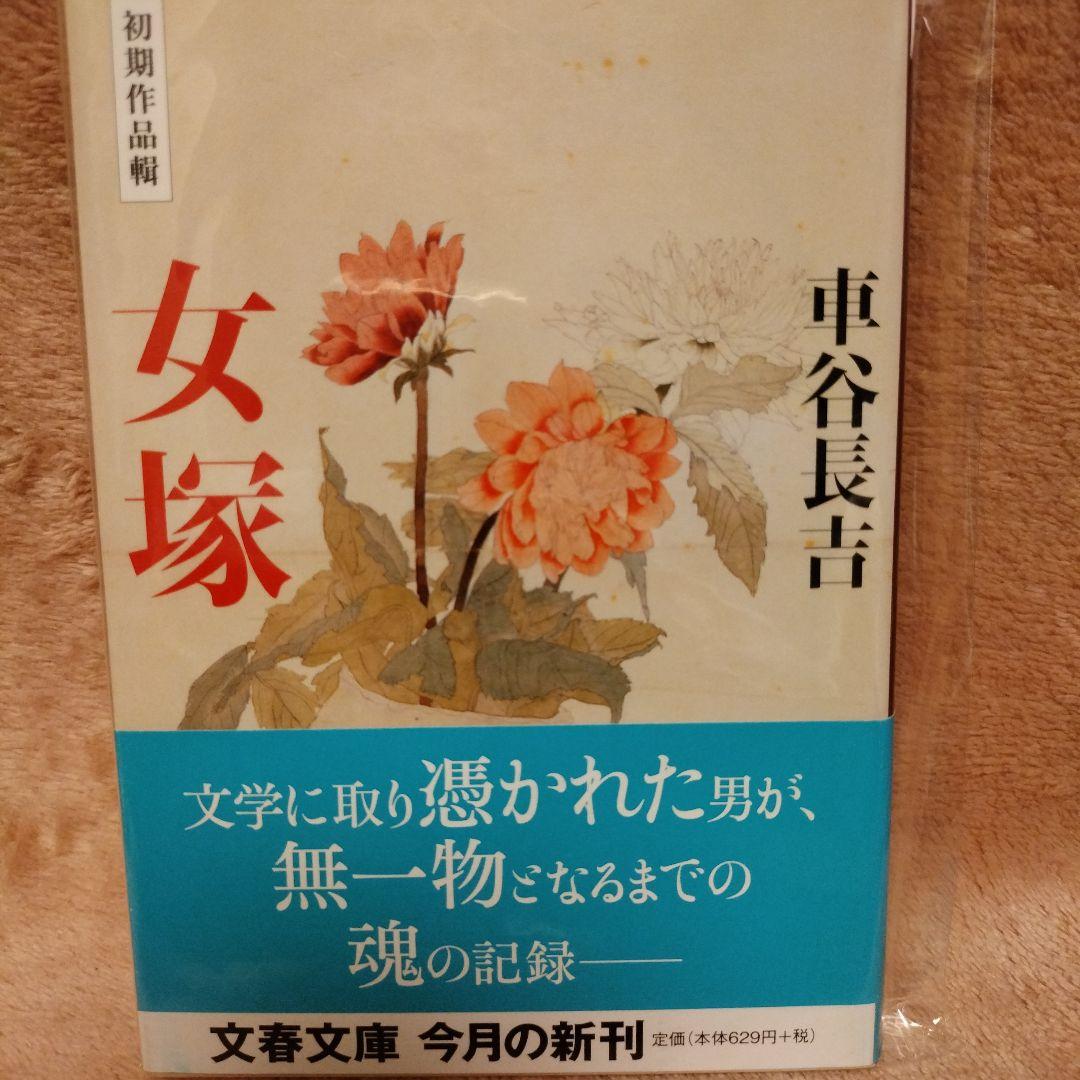 初期作品輯
女塚
車谷長吉
文学に取り憑かれた男が、
無一物となるまでの
魂の記録――
文春文庫 今月の新刊 定価(本体629円+税)